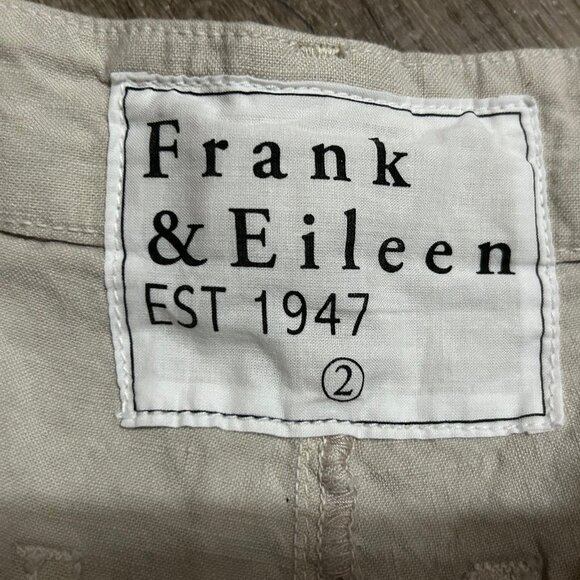 Frank
& Eileen
EST 1947
②